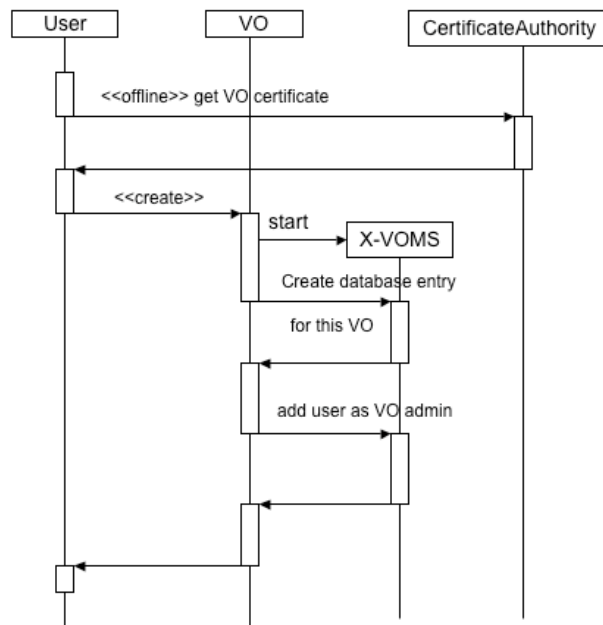 User
VO
CertificateAuthority
<<offline>> get VO certificate
<<create>>
start
X-VOMS
Create database entry
for this VO
add user as VO admin